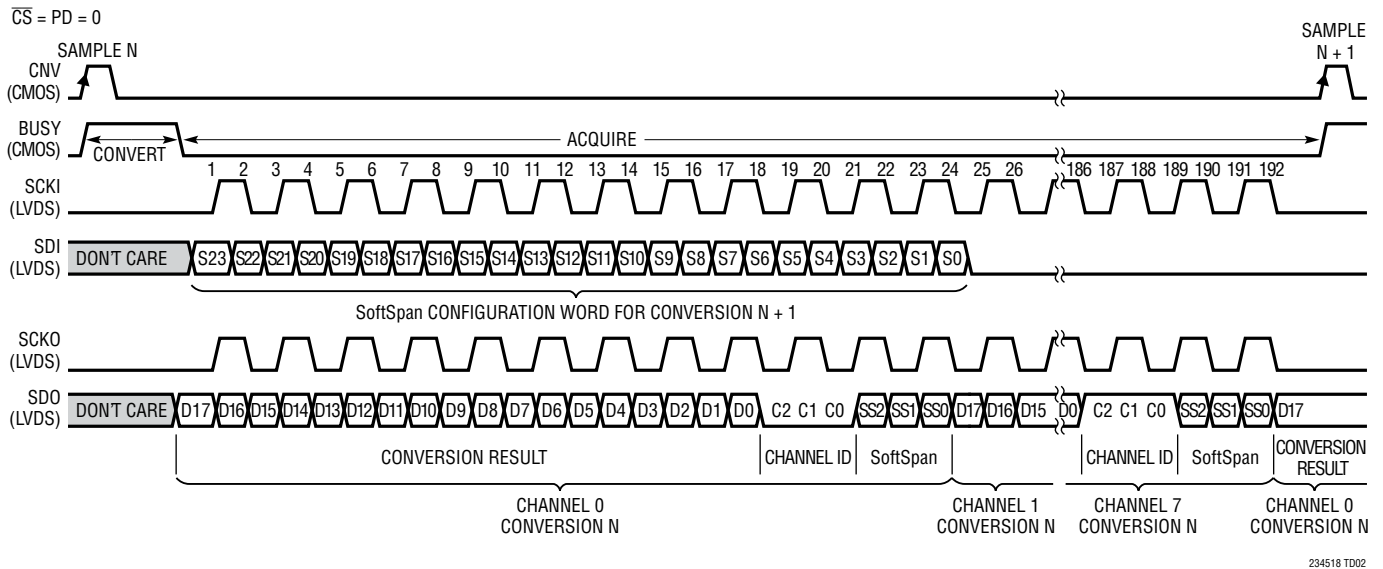 CS = PD = 0
SAMPLE N
SAMPLE
N + 1
CNV
(CMOS)
BUSY
(CMOS)
CONVERT
ACQUIRE
1 2 3 4 5 6 7 8 9 10 11 12 13 14 15 16 17 18 19 20 21 22 23 24 25 26 186 187 188 189 190 191 192
SCKI
(LVDS)
SDI
(LVDS)
DON'T CARE S23 S22 S21 S20 S19 S18 S17 S16 S15 S14 S13 S12 S11 S10 S9 S8 S7 S6 S5 S4 S3 S2 S1 S0
SoftSpan CONFIGURATION WORD FOR CONVERSION N + 1
SCKO
(LVDS)
SDO
(LVDS)
DON'T CARE D17 D16 D15 D14 D13 D12 D11 D10 D9 D8 D7 D6 D5 D4 D3 D2 D1 D0 C2 C1 C0 SS2 SS1 SS0 D17 D16 D15 D0 C2 C1 C0 SS2 SS1 SS0 D17
CONVERSION RESULT CHANNEL ID SoftSpan CHANNEL ID SoftSpan CONVERSION
RESULT
CHANNEL 0
CONVERSION N
CHANNEL 1
CONVERSION N
CHANNEL 7
CONVERSION N
CHANNEL 0
CONVERSION N
234518 TD02